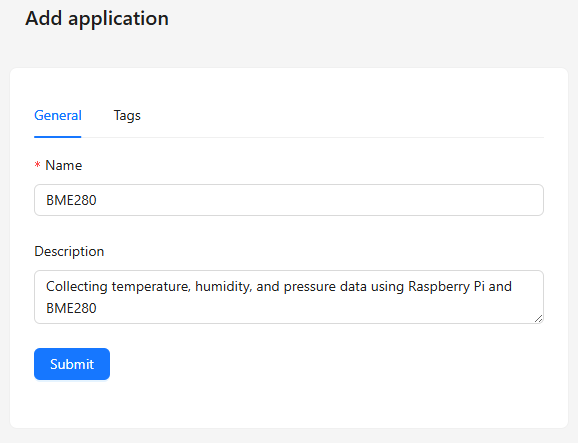 Add application
General Tags
* Name
BME280
Description
Collecting temperature, humidity, and pressure data using Raspberry Pi and
BME280
Submit